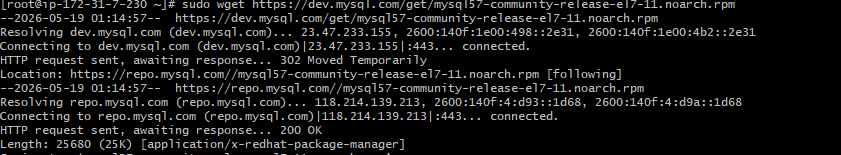 [root@ip-172-31-7-230 ~]# sudo wget https://dev.mysql.com/get/mysql57-community-release-el7-11.noarch.rpm
--2026-05-19 01:14:57-- https://dev.mysql.com/get/mysql57-community-release-el7-11.noarch.rpm
Resolving dev.mysql.com (dev.mysql.com)... 23.47.233.155, 2600:140f:1e00:498::2e31, 2600:140f:1e00:4b2::2e31
Connecting to dev.mysql.com (dev.mysql.com)|23.47.233.155|:443... connected.
HTTP request sent, awaiting response... 302 Moved Temporarily
Location: https://repo.mysql.com//mysql57-community-release-el7-11.noarch.rpm [following]
--2026-05-19 01:14:57-- https://repo.mysql.com//mysql57-community-release-el7-11.noarch.rpm
Resolving repo.mysql.com (repo.mysql.com)... 118.214.139.213, 2600:140f:4:d93::1d68, 2600:140f:4:d9a::1d68
Connecting to repo.mysql.com (repo.mysql.com)|118.214.139.213|:443... connected.
HTTP request sent, awaiting response... 200 OK
Length: 25680 (25K) [application/x-redhat-package-manager]